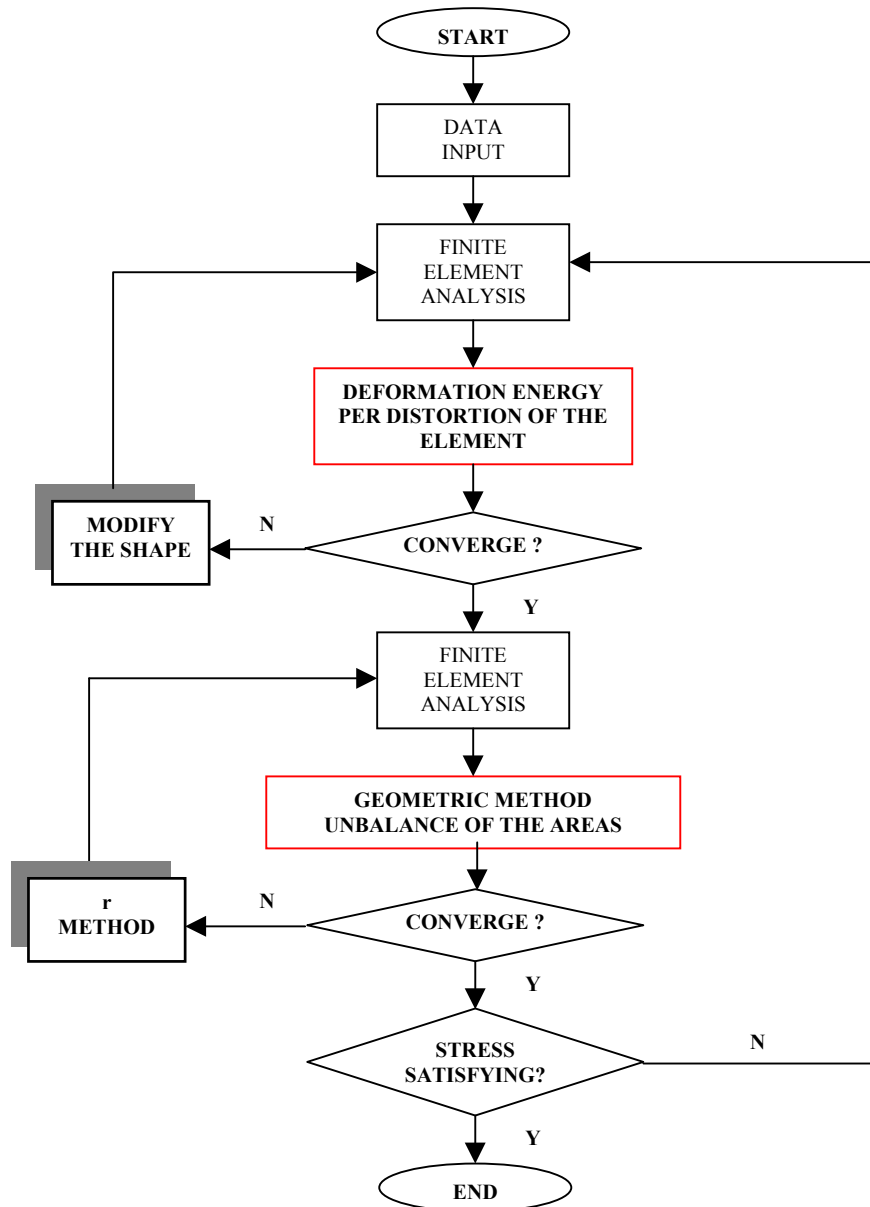 START
DATA
INPUT
FINITE
ELEMENT
ANALYSIS
DEFORMATION ENERGY
PER DISTORTION OF THE
ELEMENT
MODIFY
THE SHAPE
N
CONVERGE ?
Y
FINITE
ELEMENT
ANALYSIS
GEOMETRIC METHOD
UNBALANCE OF THE AREAS
r
METHOD
N
CONVERGE ?
Y
STRESS
SATISFYING?
N
Y
END